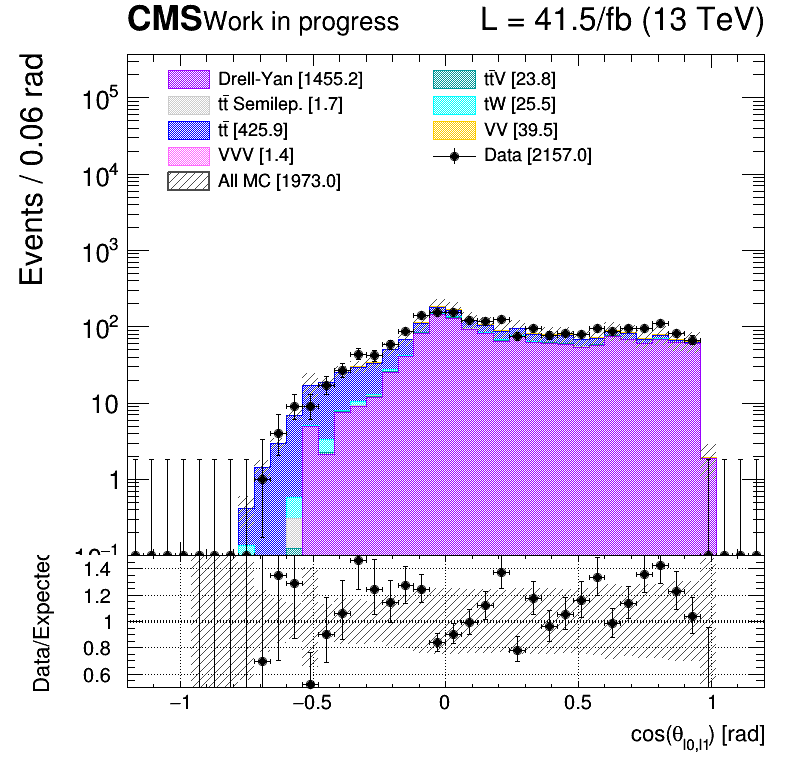 CMS Work in progress L = 41.5/fb (13 TeV)
Events / 0.06 rad
Drell-Yan [1455.2]
tt̄ Semilep. [1.7]
tt̄ [425.9]
VVV [1.4]
All MC [1973.0]
tt̄V [23.8]
tW [25.5]
VV [39.5]
Data [2157.0]
10⁵
10⁴
10³
10²
10
1
10⁻¹
Data/Expected
1.4
1.2
1
0.8
0.6
−1 −0.5 0 0.5 1
cos(θ_l0,l1) [rad]